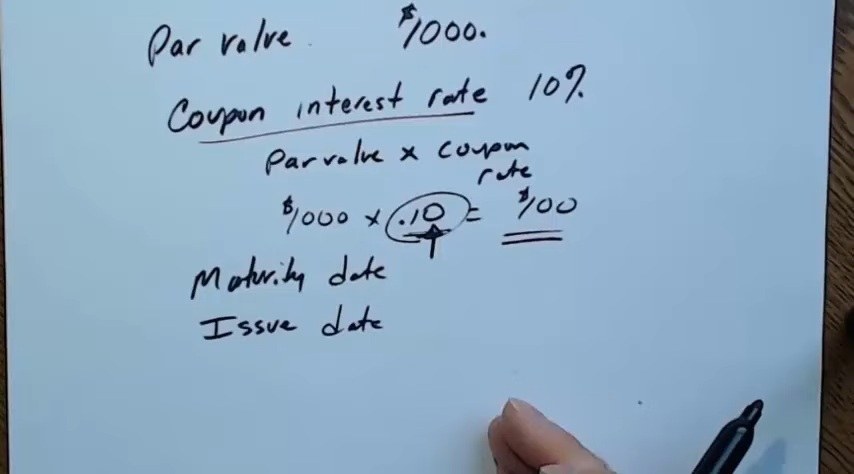 Par value $1000.
Coupon interest rate 10%
Par value x coupon
rate
$1000 x .10 = $100
Maturity date
Issue date